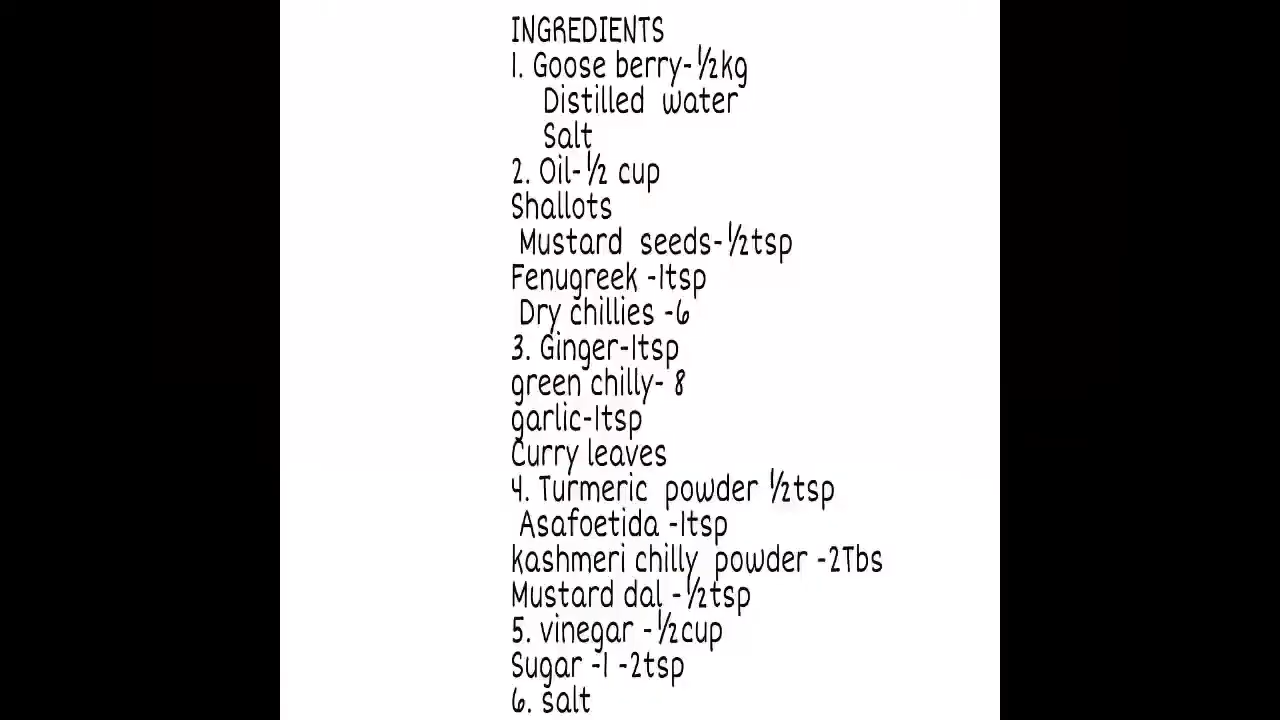 INGREDIENTS
1. Goose berry-½kg
Distilled water
Salt
2. Oil-½ cup
Shallots
Mustard seeds-½tsp
Fenugreek -1tsp
Dry chillies -6
3. Ginger-1tsp
green chilly- 8
garlic-1tsp
Curry leaves
4. Turmeric powder ½tsp
Asafoetida -1tsp
kashmeri chilly powder -2Tbs
Mustard dal -½tsp
5. vinegar -½cup
Sugar -1 -2tsp
6. salt